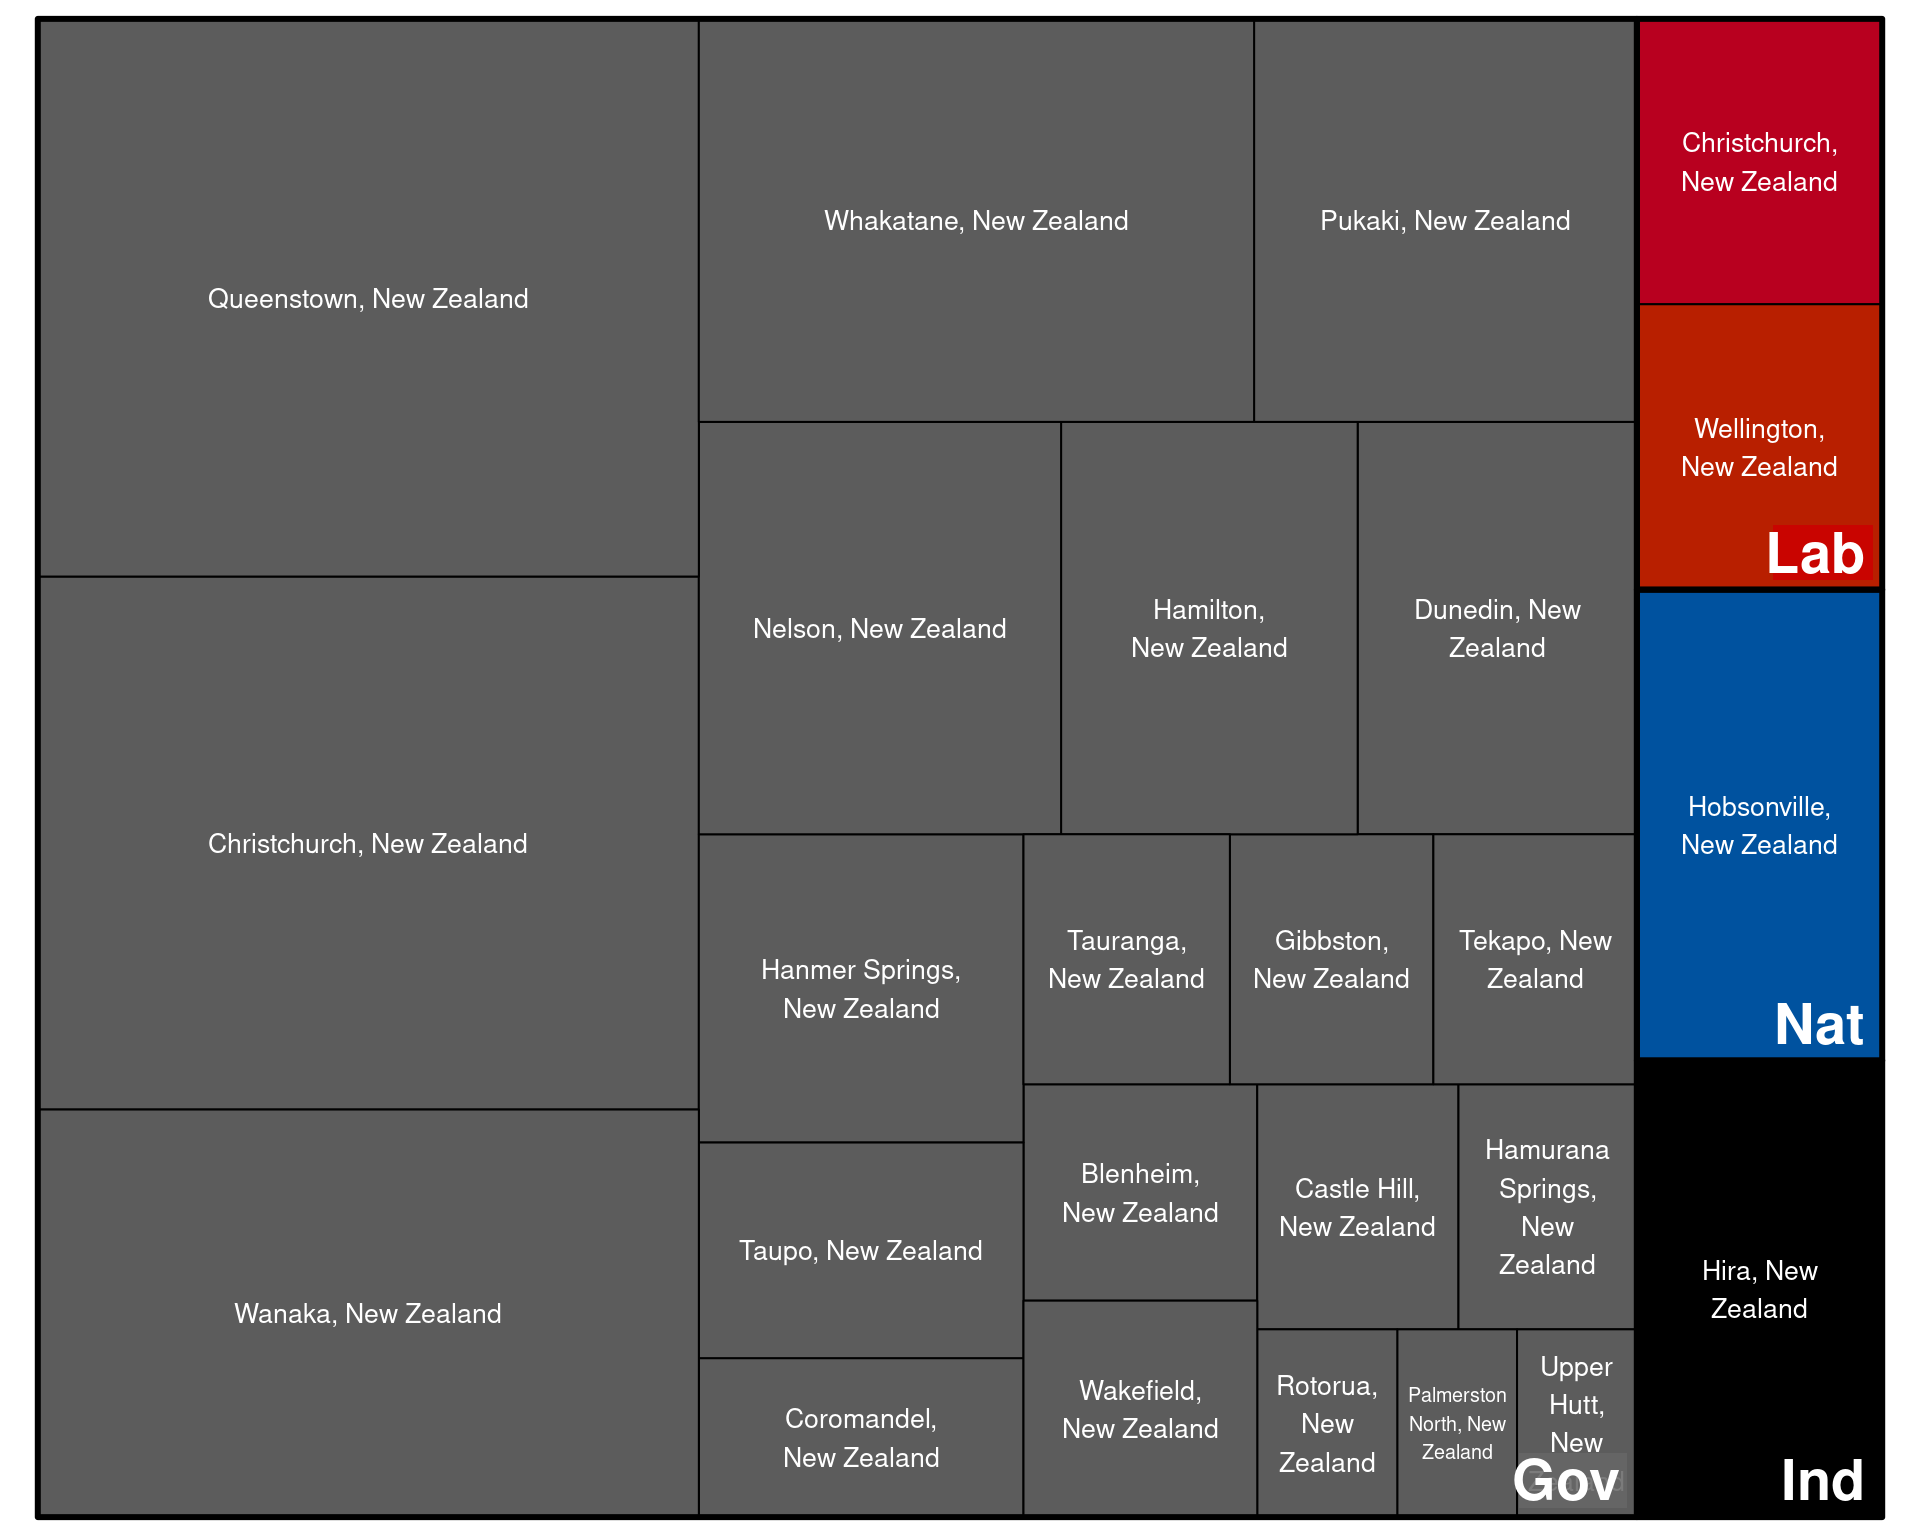 Queenstown, New Zealand
Christchurch, New Zealand
Wanaka, New Zealand
Whakatane, New Zealand
Pukaki, New Zealand
Nelson, New Zealand
Hamilton,
New Zealand
Dunedin, New
Zealand
Hanmer Springs,
New Zealand
Taupo, New Zealand
Coromandel,
New Zealand
Tauranga,
New Zealand
Gibbston,
New Zealand
Tekapo, New
Zealand
Blenheim,
New Zealand
Wakefield,
New Zealand
Castle Hill,
New Zealand
Hamurana
Springs,
New
Zealand
Rotorua,
New
Zealand
Palmerston
North, New
Zealand
Upper
Hutt,
New
Gov
Christchurch,
New Zealand
Wellington,
New Zealand
Lab
Hobsonville,
New Zealand
Nat
Hira, New
Zealand
Ind